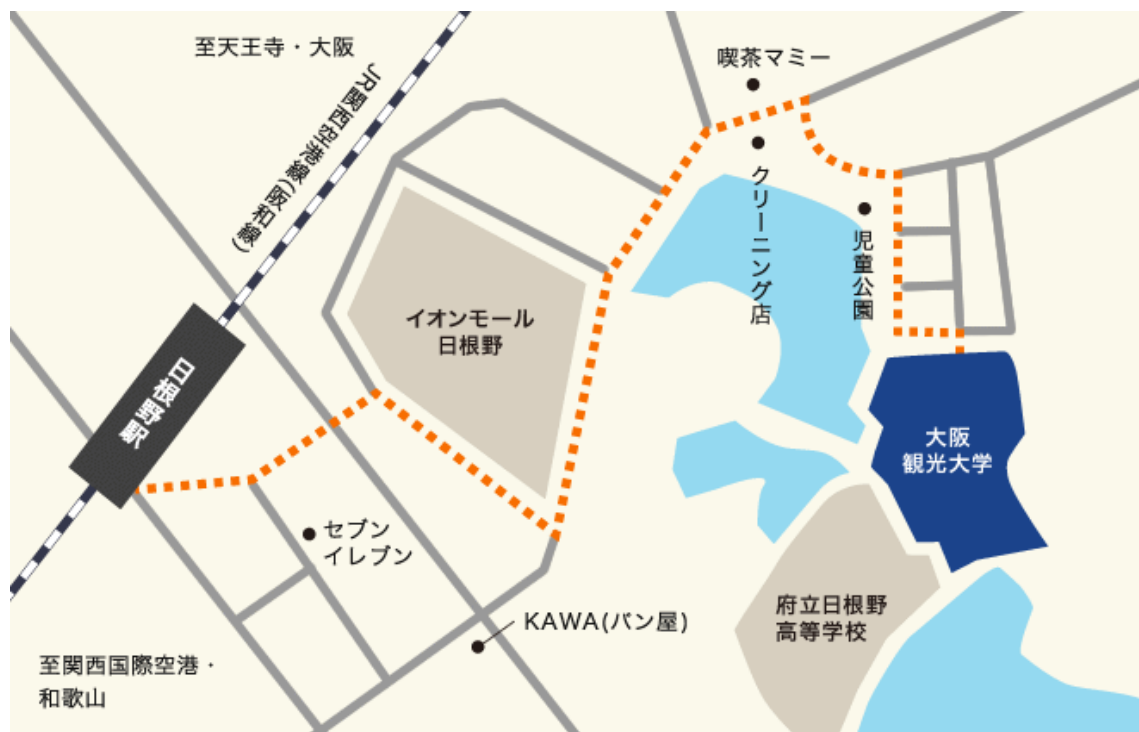 至天王寺・大阪
JR関西空港線(阪和線)
喫茶マミー
クリーニング店
児童公園
イオンモール
日根野
日根野駅
大阪
観光大学
セブン
イレブン
KAWA(パン屋)
府立日根野
高等学校
至関西国際空港・
和歌山